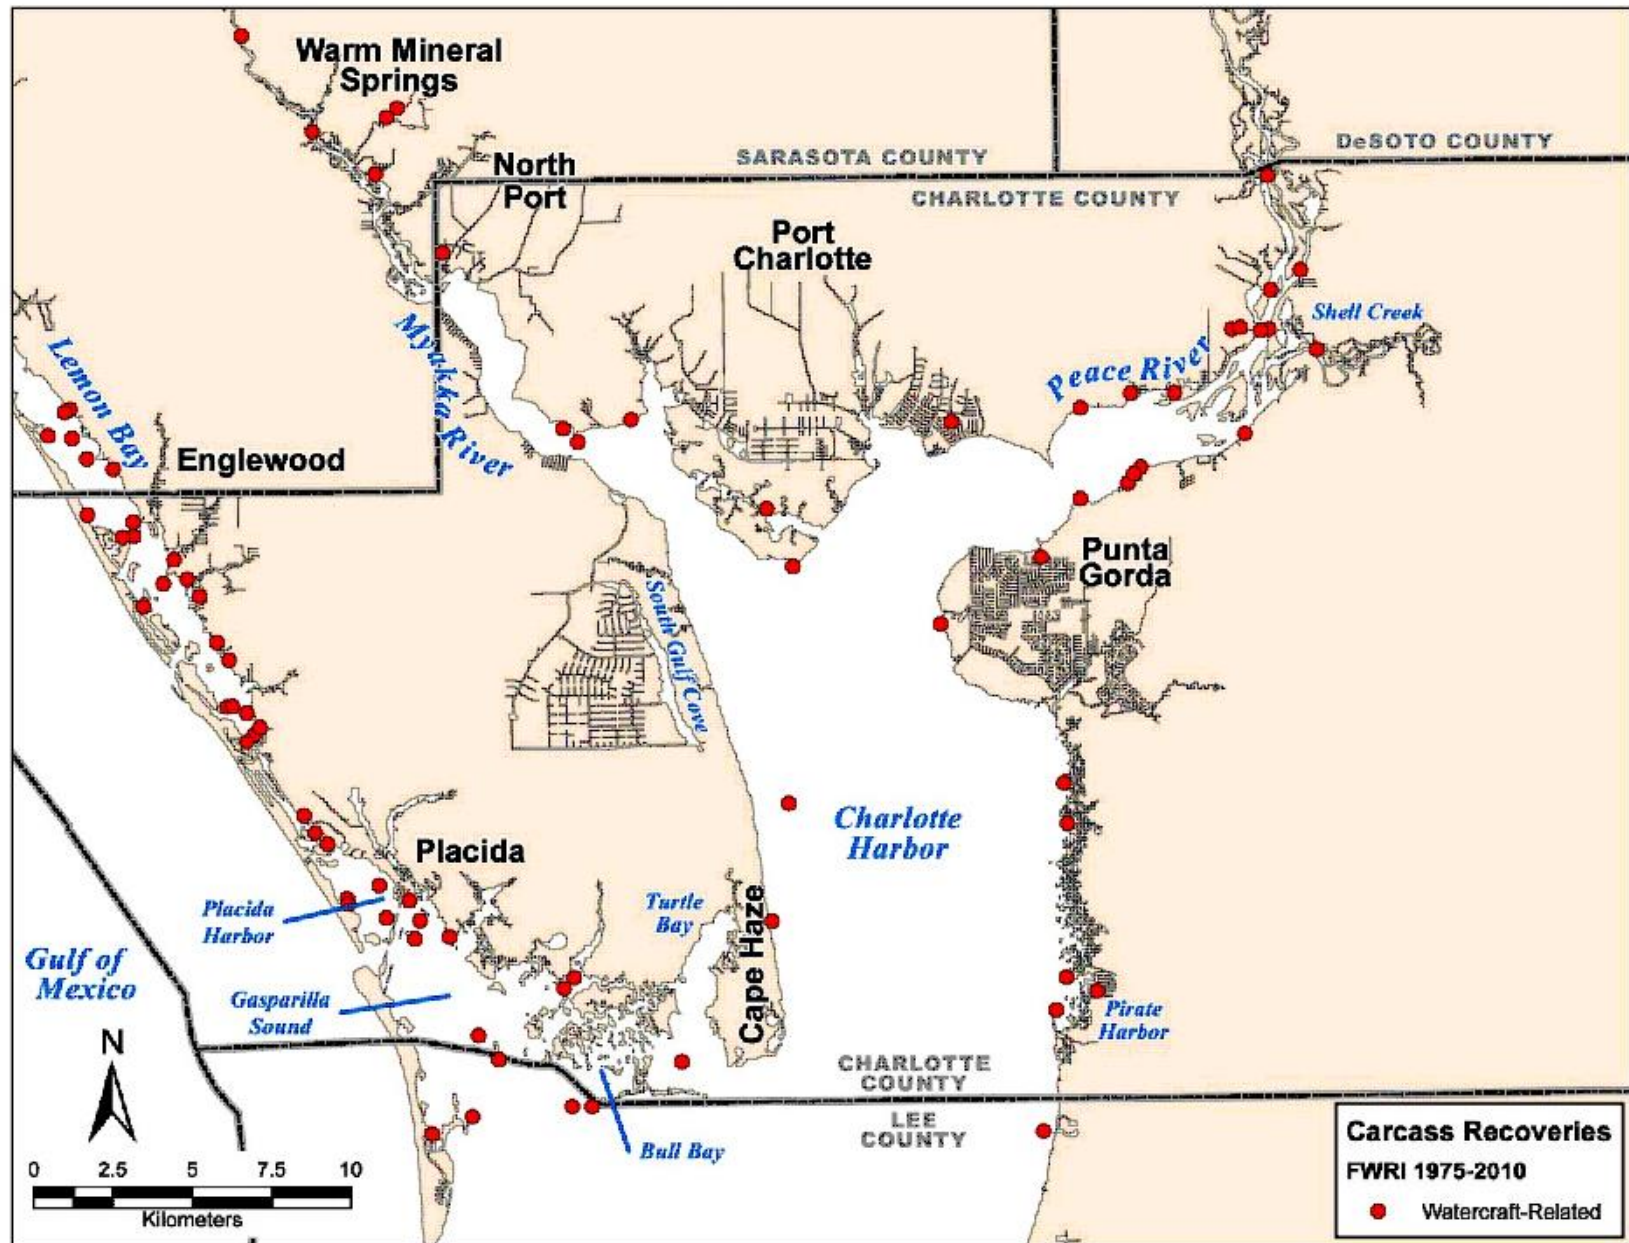 Warm Mineral
Springs
North
Port
SARASOTA COUNTY
DeSOTO COUNTY
CHARLOTTE COUNTY
Port
Charlotte
Shell Creek
Peace River
Myakka River
Lemon Bay
Englewood
Punta
Gorda
South Gulf Cove
Charlotte
Harbor
Placida
Placida
Harbor
Turtle
Bay
Cape Haze
Gulf of
Mexico
Gasparilla
Sound
Pirate
Harbor
N
CHARLOTTE
COUNTY
LEE
COUNTY
Bull Bay
0 2.5 5 7.5 10
Kilometers
Carcass Recoveries
FWRI 1975-2010
Watercraft-Related